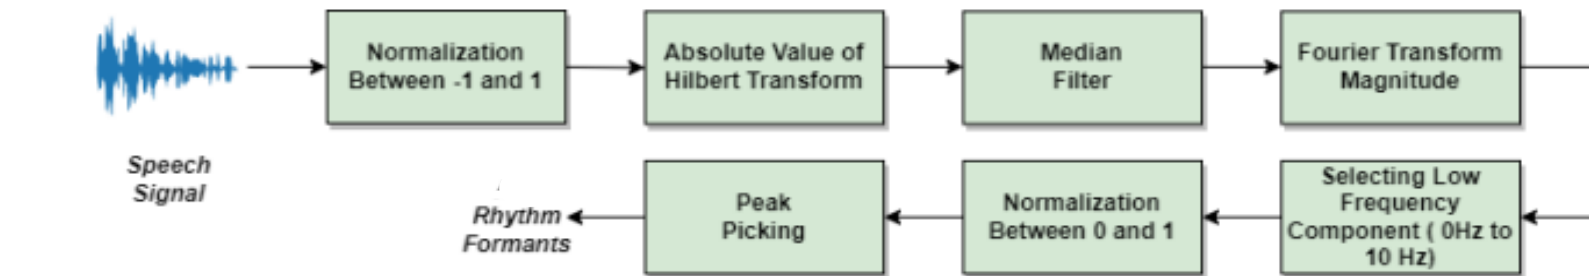 Normalization
Between -1 and 1
Absolute Value of
Hilbert Transform
Median
Filter
Fourier Transform
Magnitude
Speech
Signal
Selecting Low
Frequency
Component ( 0Hz to
10 Hz)
Normalization
Between 0 and 1
Peak
Picking
Rhythm
Formants